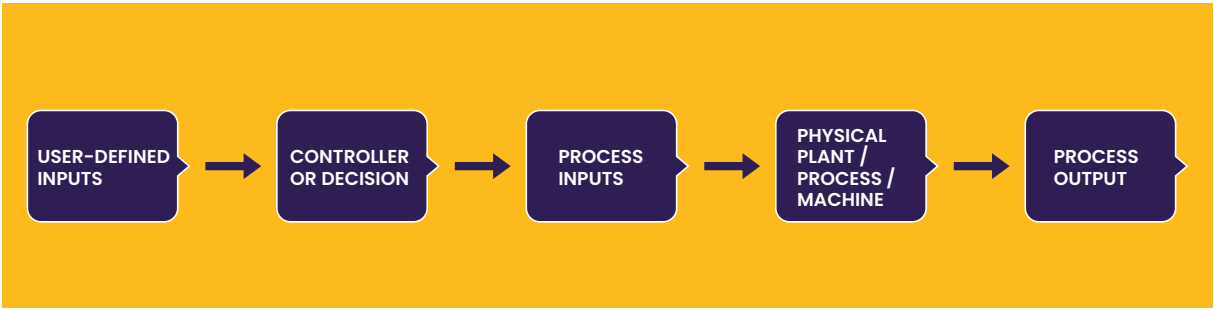 USER-DEFINED
INPUTS
CONTROLLER
OR DECISION
PROCESS
INPUTS
PHYSICAL
PLANT /
PROCESS /
MACHINE
PROCESS
OUTPUT